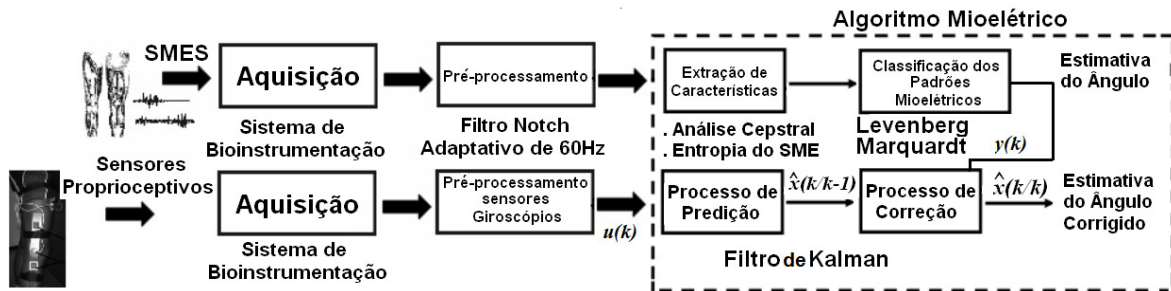 Algoritmo Mioelétrico
SMES
Aquisição
Sistema de
Bioinstrumentação
Pré-processamento
Filtro Notch
Adaptativo de 60Hz
Extração de
Características
. Análise Cepstral
. Entropia do SME
Classificação dos
Padrões
Mioelétricos
Levenberg
Marquardt
Estimativa
do Ângulo
y(k)
Sensores
Proprioceptivos
Aquisição
Sistema de
Bioinstrumentação
Pré-processamento
sensores
Giroscópios
u(k)
Processo de
Predição
x̂(k/k-1)
Processo de
Correção
x̂(k/k)
Estimativa
do Ângulo
Corrigido
Filtro de Kalman